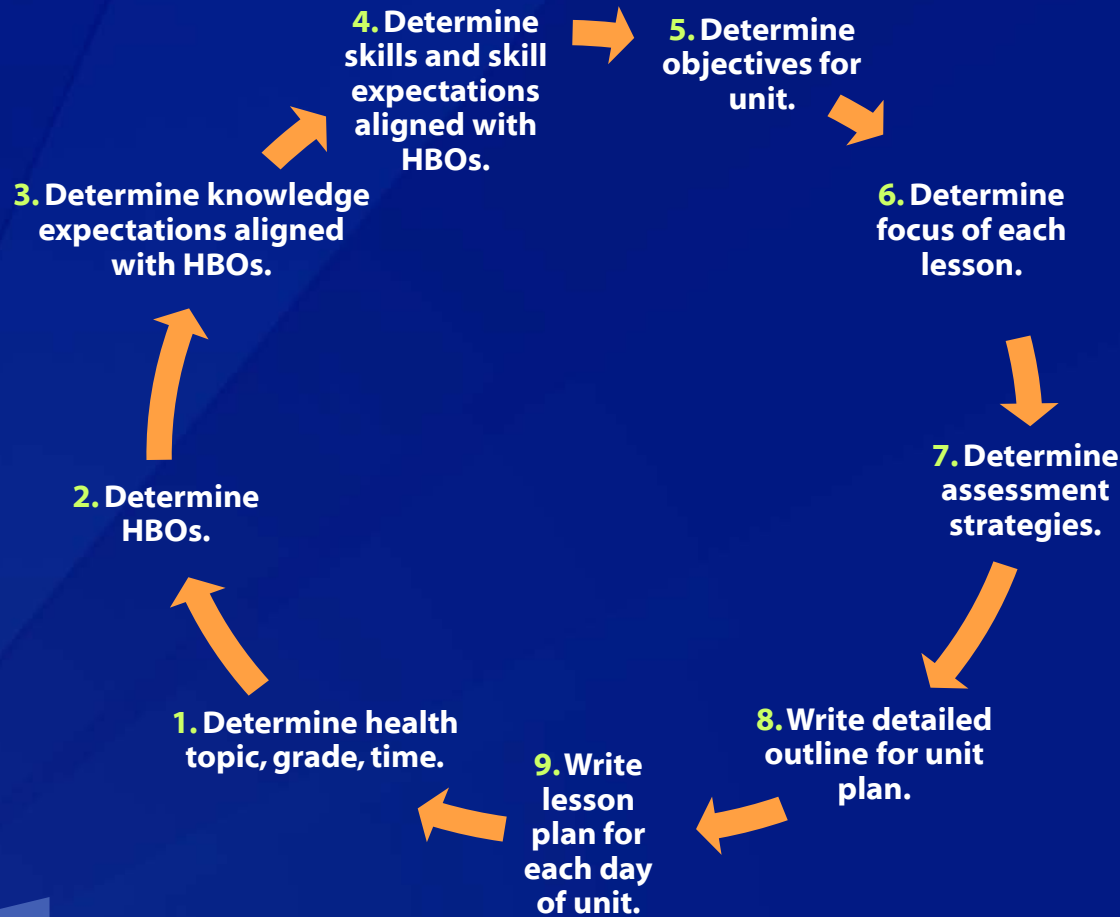 4. Determine
skills and skill
expectations
aligned with
HBOs.
5. Determine
objectives for
unit.
3. Determine knowledge
expectations aligned
with HBOs.
6. Determine
focus of each
lesson.
2. Determine
HBOs.
7. Determine
assessment
strategies.
1. Determine health
topic, grade, time.
8. Write detailed
outline for unit
plan.
9. Write
lesson
plan for
each day
of unit.